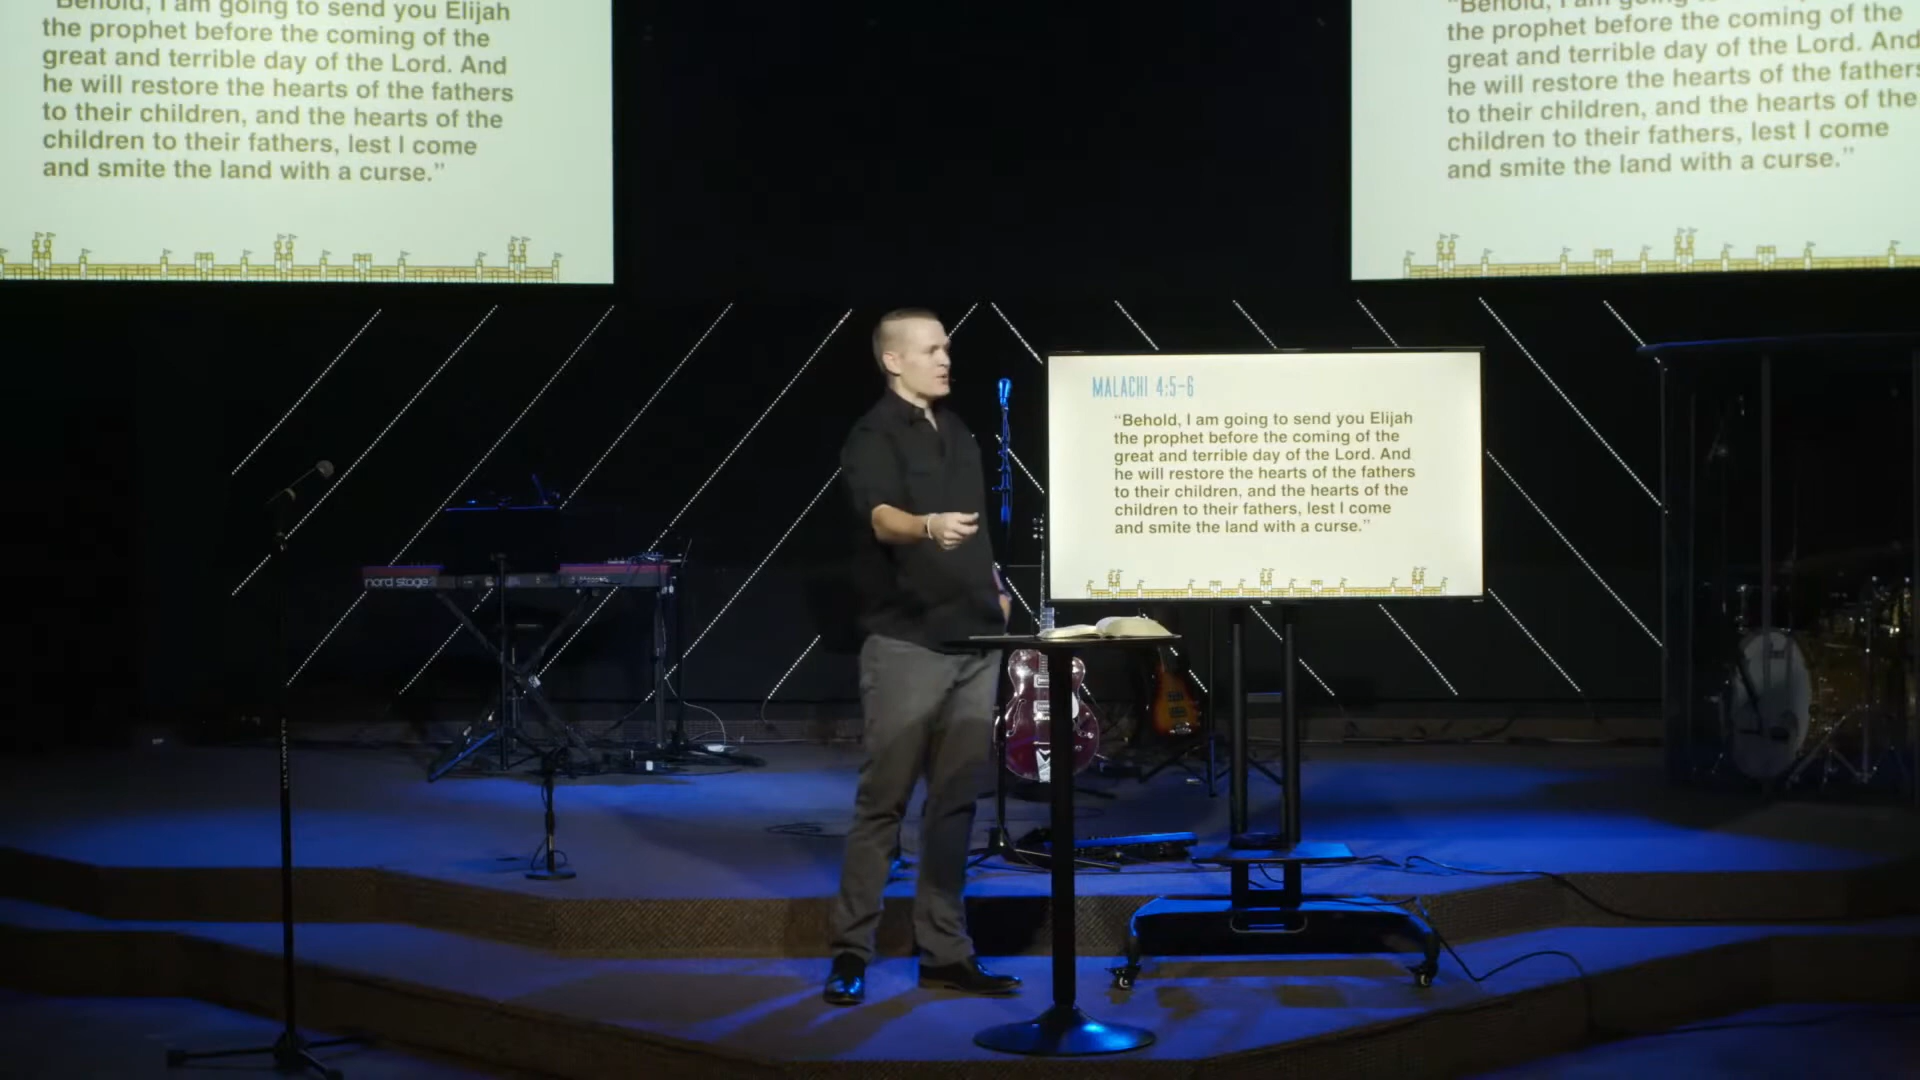 "Behold, I am going to send you Elijah
the prophet before the coming of the
great and terrible day of the Lord. And
he will restore the hearts of the fathers
to their children, and the hearts of the
children to their fathers, lest I come
and smite the land with a curse."
"Behold, I am going
the prophet before the coming of the
great and terrible day of the Lord. And
he will restore the hearts of the fathers
to their children, and the hearts of the
children to their fathers, lest I come
and smite the land with a curse."
MALACHI 4:5-6
"Behold, I am going to send you Elijah
the prophet before the coming of the
great and terrible day of the Lord. And
he will restore the hearts of the fathers
to their children, and the hearts of the
children to their fathers, lest I come
and smite the land with a curse."
nord stage